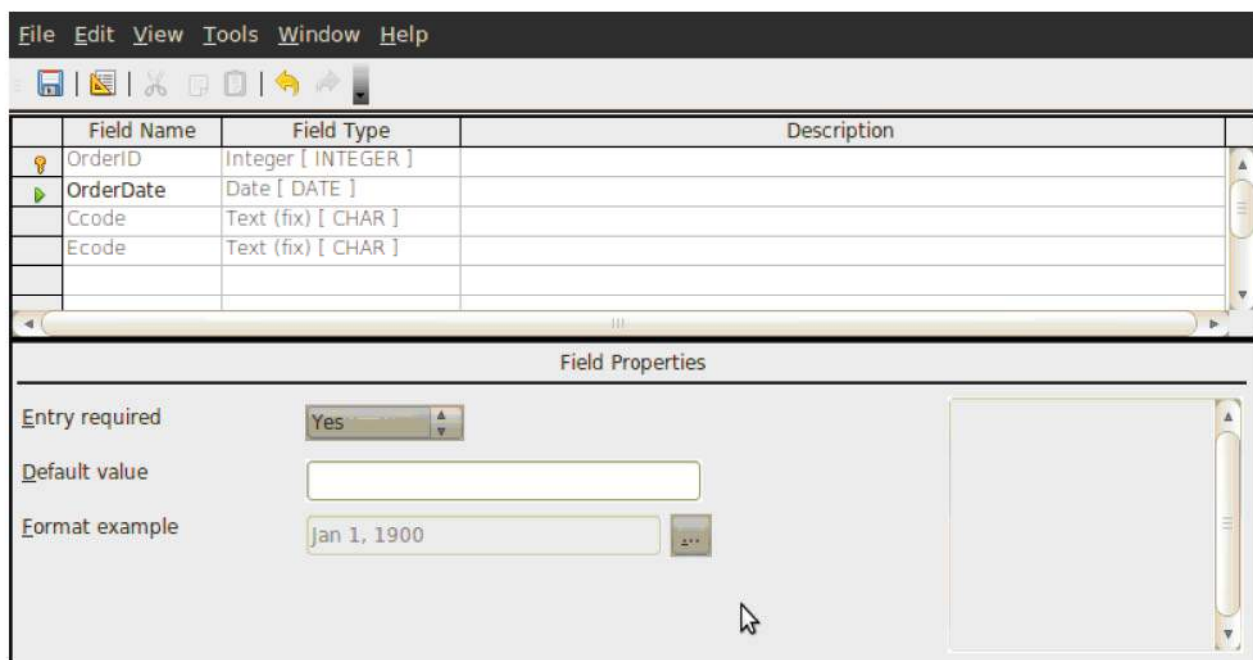 File Edit View Tools Window Help
Field Name Field Type Description
OrderID Integer [ INTEGER ]
OrderDate Date [ DATE ]
Ccode Text (fix) [ CHAR ]
Ecode Text (fix) [ CHAR ]
Field Properties
Entry required Yes
Default value
Format example Jan 1, 1900 ...